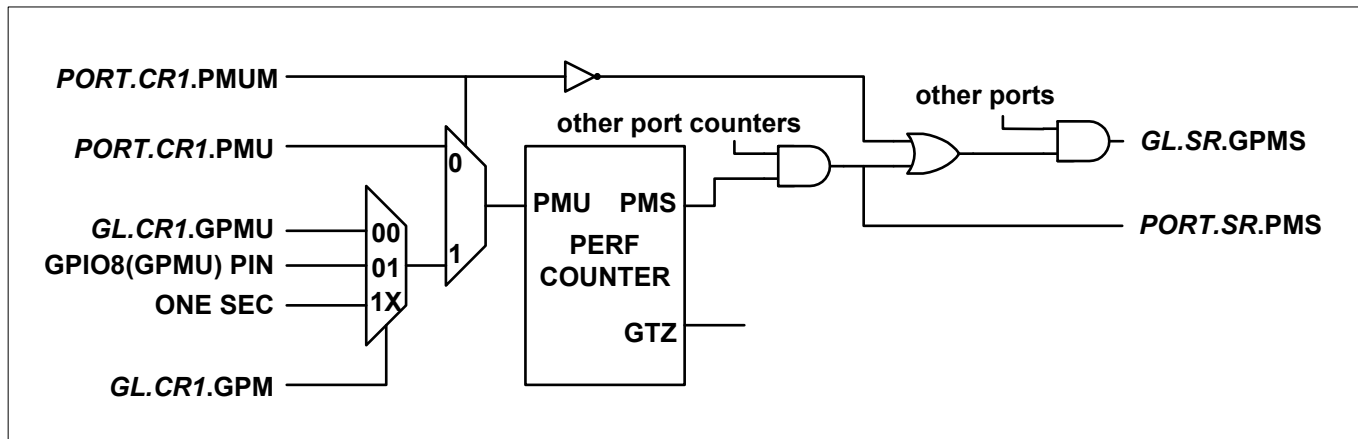 PORT.CR1.PMUM
other ports
PORT.CR1.PMU
other port counters
GL.SR.GPMS
0
PMU PMS
GL.CR1.GPMU
00
PORT.SR.PMS
GPIO8(GPMU) PIN
01
1
PERF
COUNTER
ONE SEC
1X
GTZ
GL.CR1.GPM